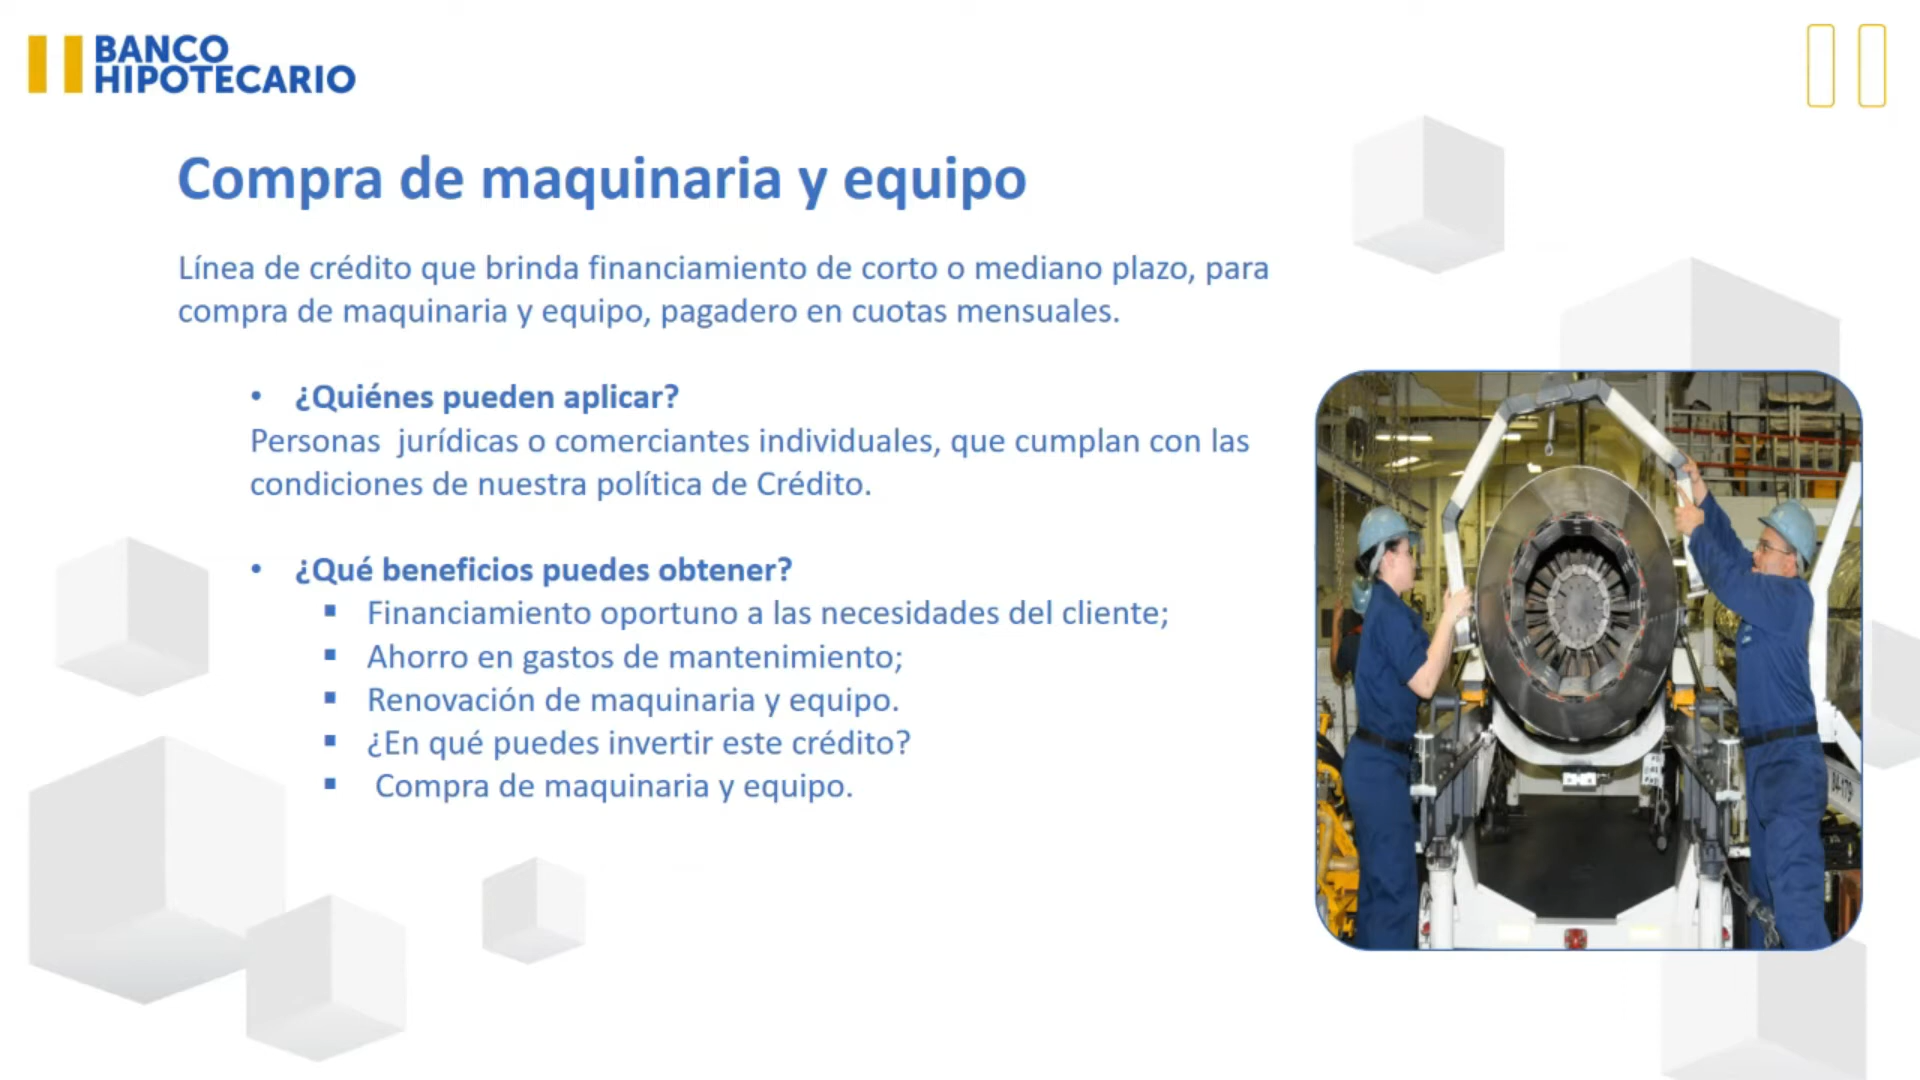 BANCO
HIPOTECARIO
Compra de maquinaria y equipo
Línea de crédito que brinda financiamiento de corto o mediano plazo, para
compra de maquinaria y equipo, pagadero en cuotas mensuales.
• ¿Quiénes pueden aplicar?
Personas jurídicas o comerciantes individuales, que cumplan con las
condiciones de nuestra política de Crédito.
• ¿Qué beneficios puedes obtener?
▪ Financiamiento oportuno a las necesidades del cliente;
▪ Ahorro en gastos de mantenimiento;
▪ Renovación de maquinaria y equipo.
▪ ¿En qué puedes invertir este crédito?
▪ Compra de maquinaria y equipo.